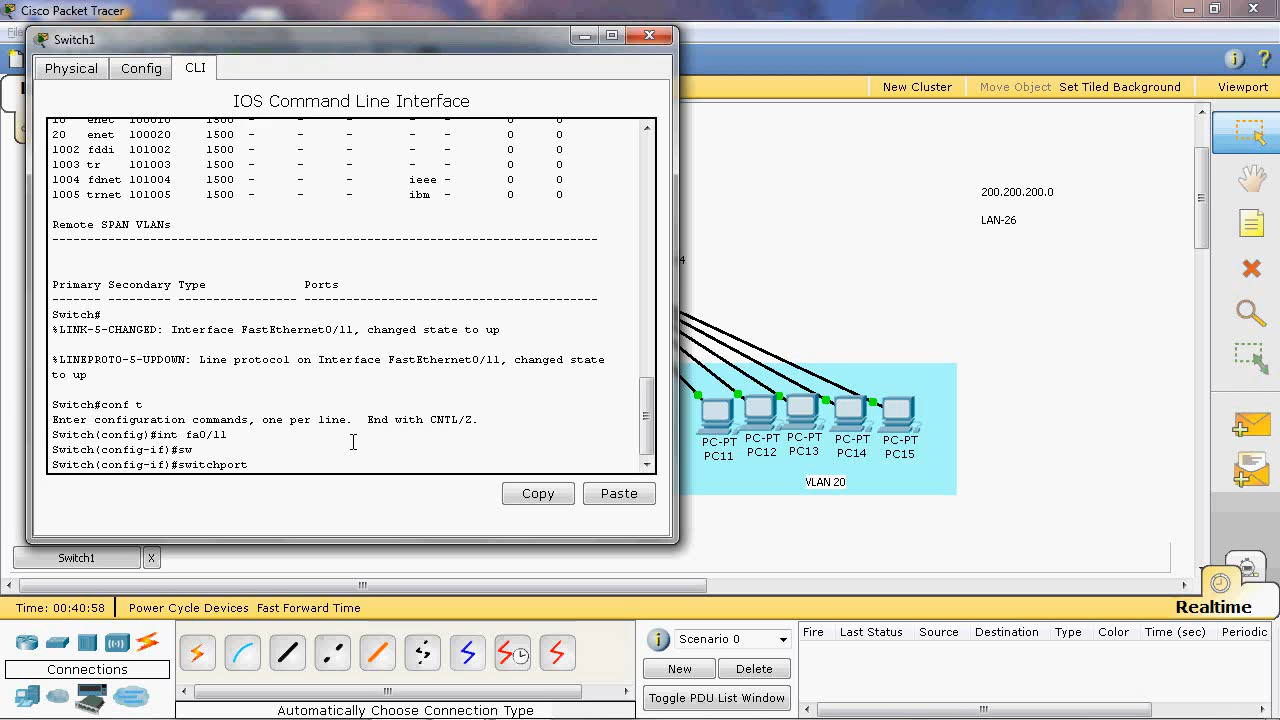 Cisco Packet Tracer
Switch1
Physical
Config
CLI
IOS Command Line Interface
10 enet 100010 1500 - - - - - 0 0
20 enet 100020 1500 - - - - - 0 0
1002 fddi 101002 1500 - - - - - 0 0
1003 tr 101003 1500 - - - - - 0 0
1004 fdnet 101004 1500 - - - ieee - 0 0
1005 trnet 101005 1500 - - - ibm - 0 0
Remote SPAN VLANs
------------------------------------------------------------------------------
Primary Secondary Type Ports
------- --------- ----------------- ------------------------------------------
Switch#
%LINK-5-CHANGED: Interface FastEthernet0/11, changed state to up
%LINEPROTO-5-UPDOWN: Line protocol on Interface FastEthernet0/11, changed state
to up
Switch#conf t
Enter configuration commands, one per line. End with CNTL/Z.
Switch(config)#int fa0/11
Switch(config-if)#sw
Switch(config-if)#switchport
Copy
Paste
Switch1
X
New Cluster
Move Object
Set Tiled Background
Viewport
200.200.200.0
LAN-26
4
PC-PT
PC11
PC-PT
PC12
PC-PT
PC13
PC-PT
PC14
PC-PT
PC15
VLAN 20
Time: 00:40:58
Power Cycle Devices
Fast Forward Time
Realtime
Connections
Automatically Choose Connection Type
Scenario 0
New
Delete
Toggle PDU List Window
Fire
Last Status
Source
Destination
Type
Color
Time (sec)
Periodic